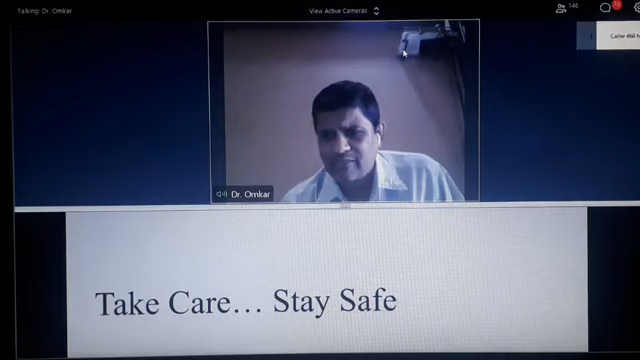 Talking: Dr. Omkar
View Active Cameras
146
Dr. Omkar
Take Care... Stay Safe